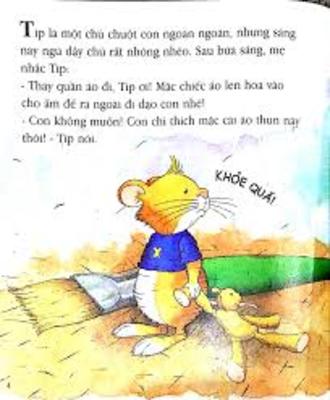 Tip là một chú chuột con ngoan ngoãn, nhưng sáng
nay ngủ dậy chú rất nhõng nhẽo. Sau bữa sáng, mẹ
nhắc Tip:
- Thay quần áo đi, Tip ơi! Mặc chiếc áo len hoa vào
cho ấm để ra ngoài đi dạo con nhé!
- Con không muốn! Con chỉ thích mặc cái áo thun này
thôi! - Tip nói.
KHỎE QUÁ!